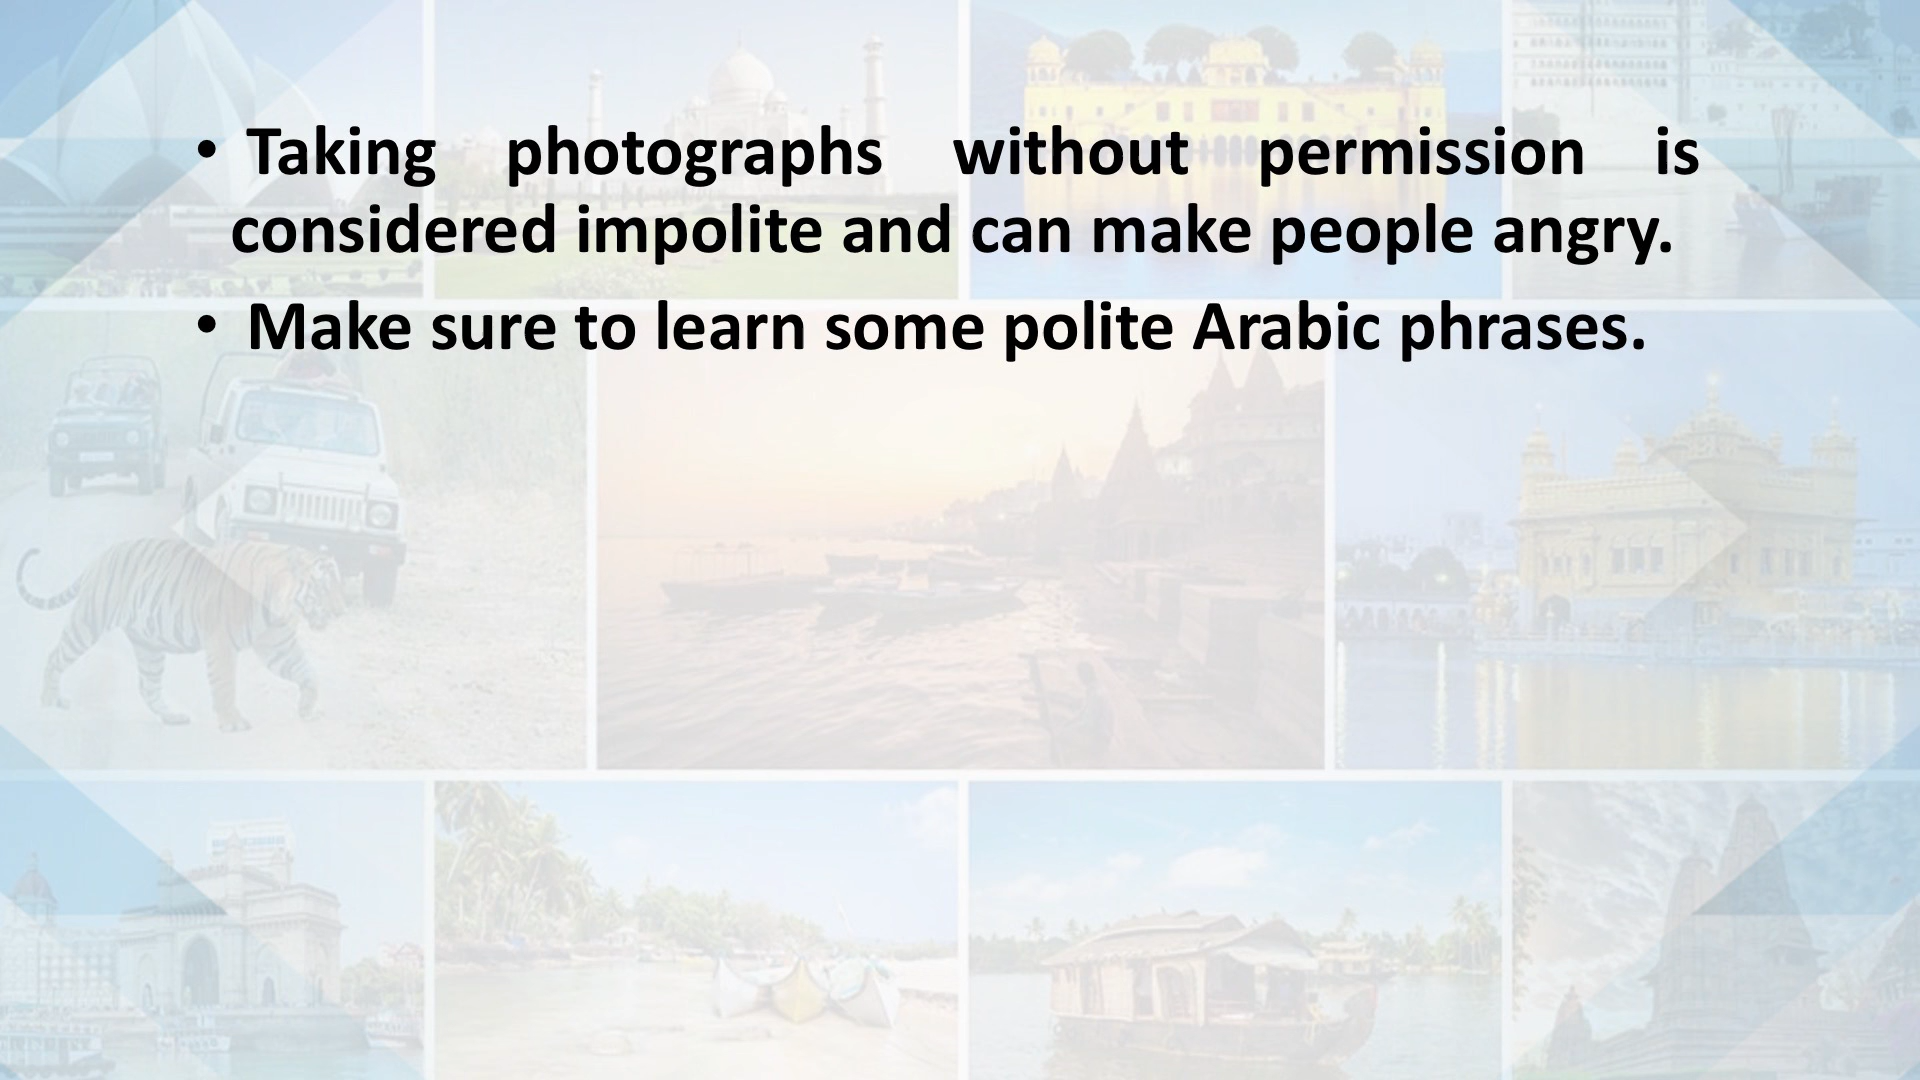 • Taking photographs without permission is
considered impolite and can make people angry.
• Make sure to learn some polite Arabic phrases.